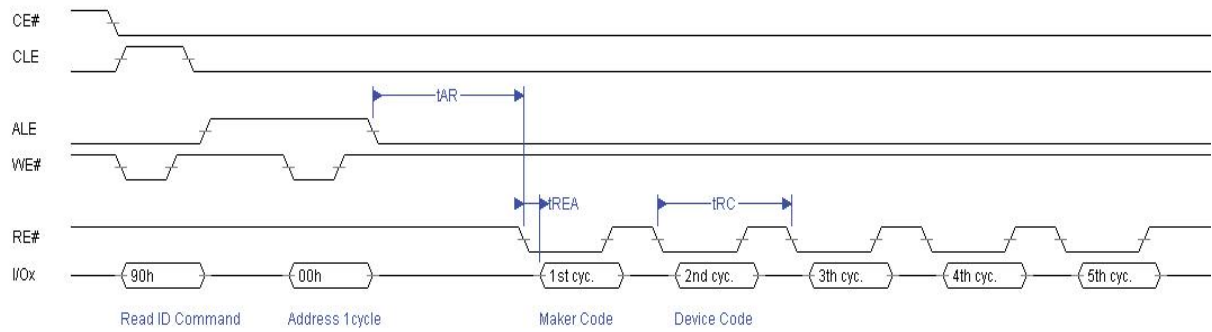 CE#
CLE
tAR
ALE
WE#
tREA
tRC
RE#
I/Ox
90h
00h
1st cyc.
2nd cyc.
3th cyc.
4th cyc.
5th cyc.
Read ID Command
Address 1cycle
Maker Code
Device Code